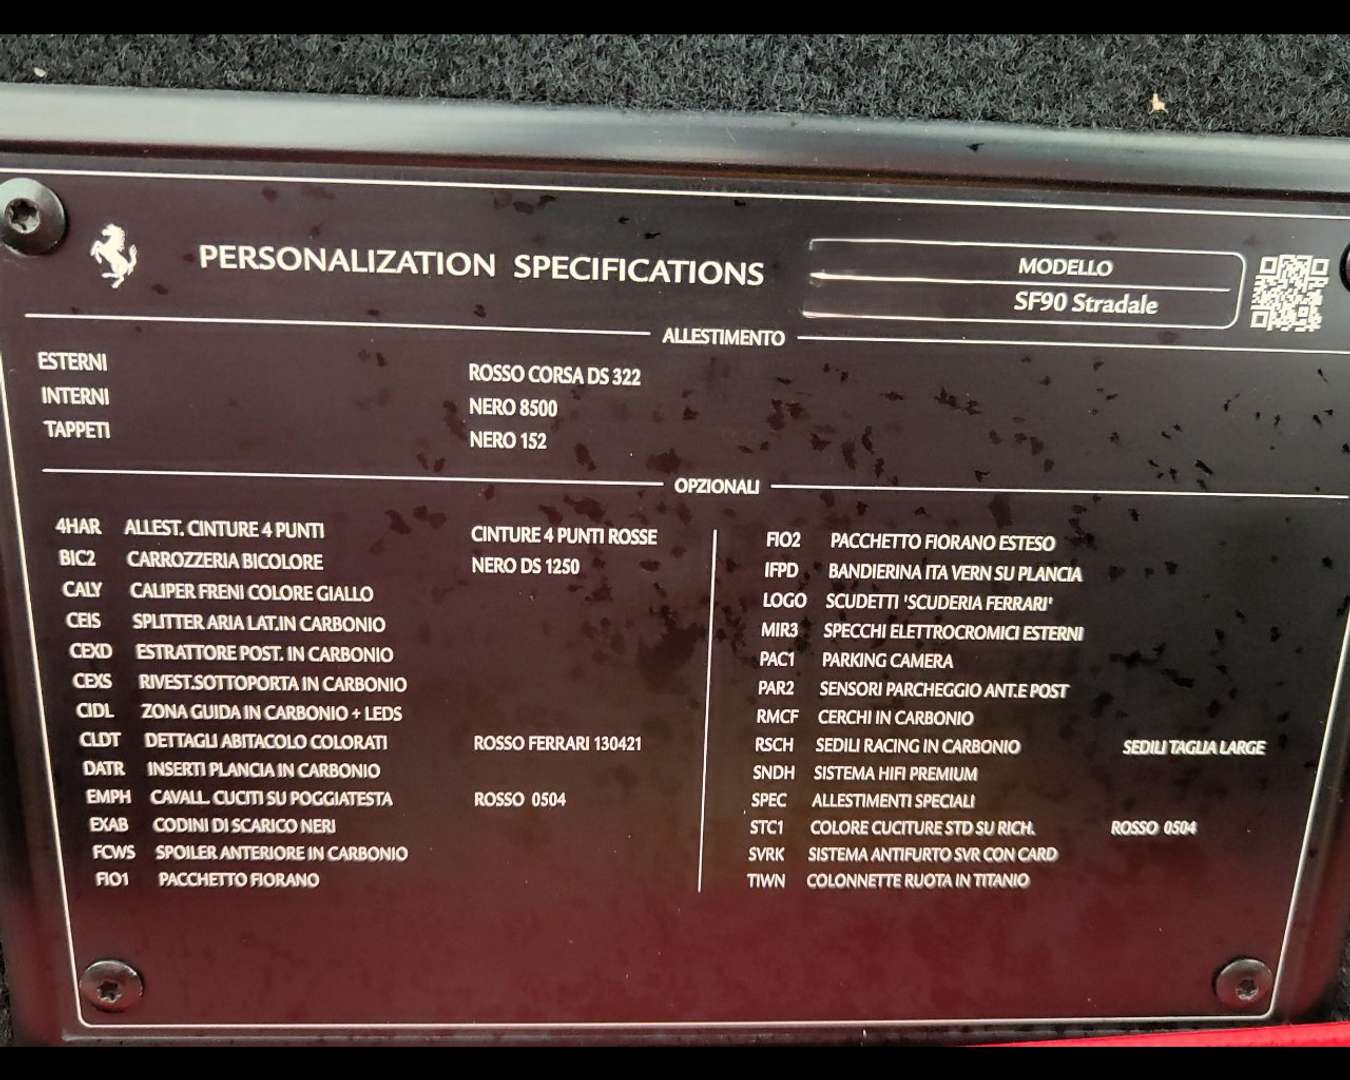 PERSONALIZATION SPECIFICATIONS
MODELLO
SF90 Stradale
ALLESTIMENTO
ESTERNI ROSSO CORSA DS 322
INTERNI NERO 8500
TAPPETI NERO 152
OPZIONALI
4HAR ALLEST. CINTURE 4 PUNTI CINTURE 4 PUNTI ROSSE
BIC2 CARROZZERIA BICOLORE NERO DS 1250
CALY CALIPER FRENI COLORE GIALLO
CEIS SPLITTER ARIA LAT.IN CARBONIO
CEXD ESTRATTORE POST. IN CARBONIO
CEXS RIVEST.SOTTOPORTA IN CARBONIO
CIDL ZONA GUIDA IN CARBONIO + LEDS
CLDT DETTAGLI ABITACOLO COLORATI ROSSO FERRARI 130421
DATR INSERTI PLANCIA IN CARBONIO
EMPH CAVALL. CUCITI SU POGGIATESTA ROSSO 0504
EXAB CODINI DI SCARICO NERI
FCWS SPOILER ANTERIORE IN CARBONIO
FIO1 PACCHETTO FIORANO
FIO2 PACCHETTO FIORANO ESTESO
IFPD BANDIERINA ITA VERN SU PLANCIA
LOGO SCUDETTI 'SCUDERIA FERRARI'
MIR3 SPECCHI ELETTROCROMICI ESTERNI
PAC1 PARKING CAMERA
PAR2 SENSORI PARCHEGGIO ANT.E POST
RMCF CERCHI IN CARBONIO
RSCH SEDILI RACING IN CARBONIO SEDILI TAGLIA LARGE
SNDH SISTEMA HIFI PREMIUM
SPEC ALLESTIMENTI SPECIALI
STC1 COLORE CUCITURE STD SU RICH. ROSSO 0504
SVRK SISTEMA ANTIFURTO SVR CON CARD
TIWN COLONNETTE RUOTA IN TITANIO